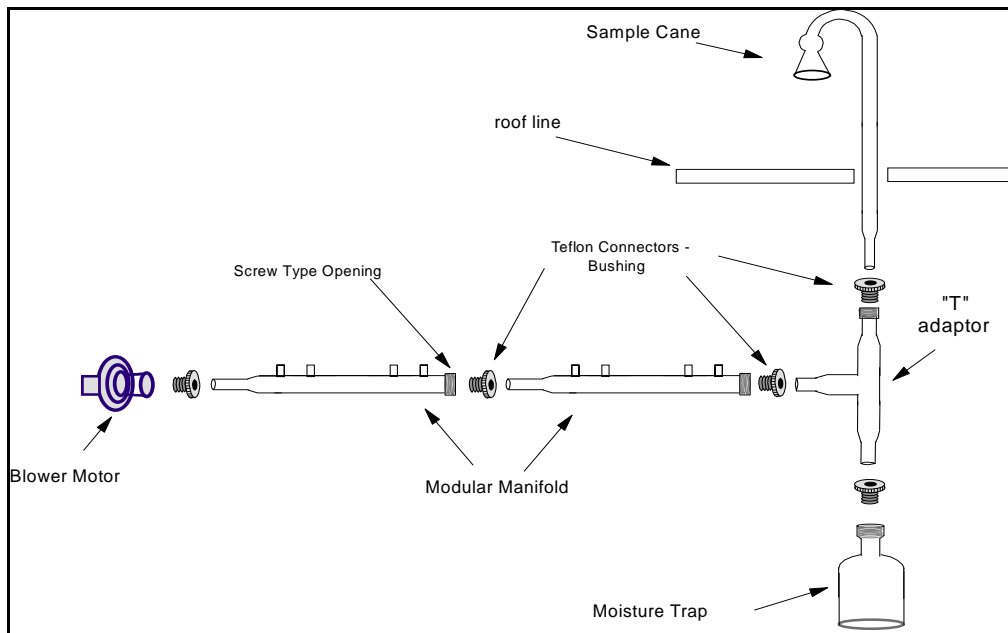 Sample Cane
roof line
Teflon Connectors -
Bushing
Screw Type Opening
"T"
adaptor
Blower Motor
Modular Manifold
Moisture Trap